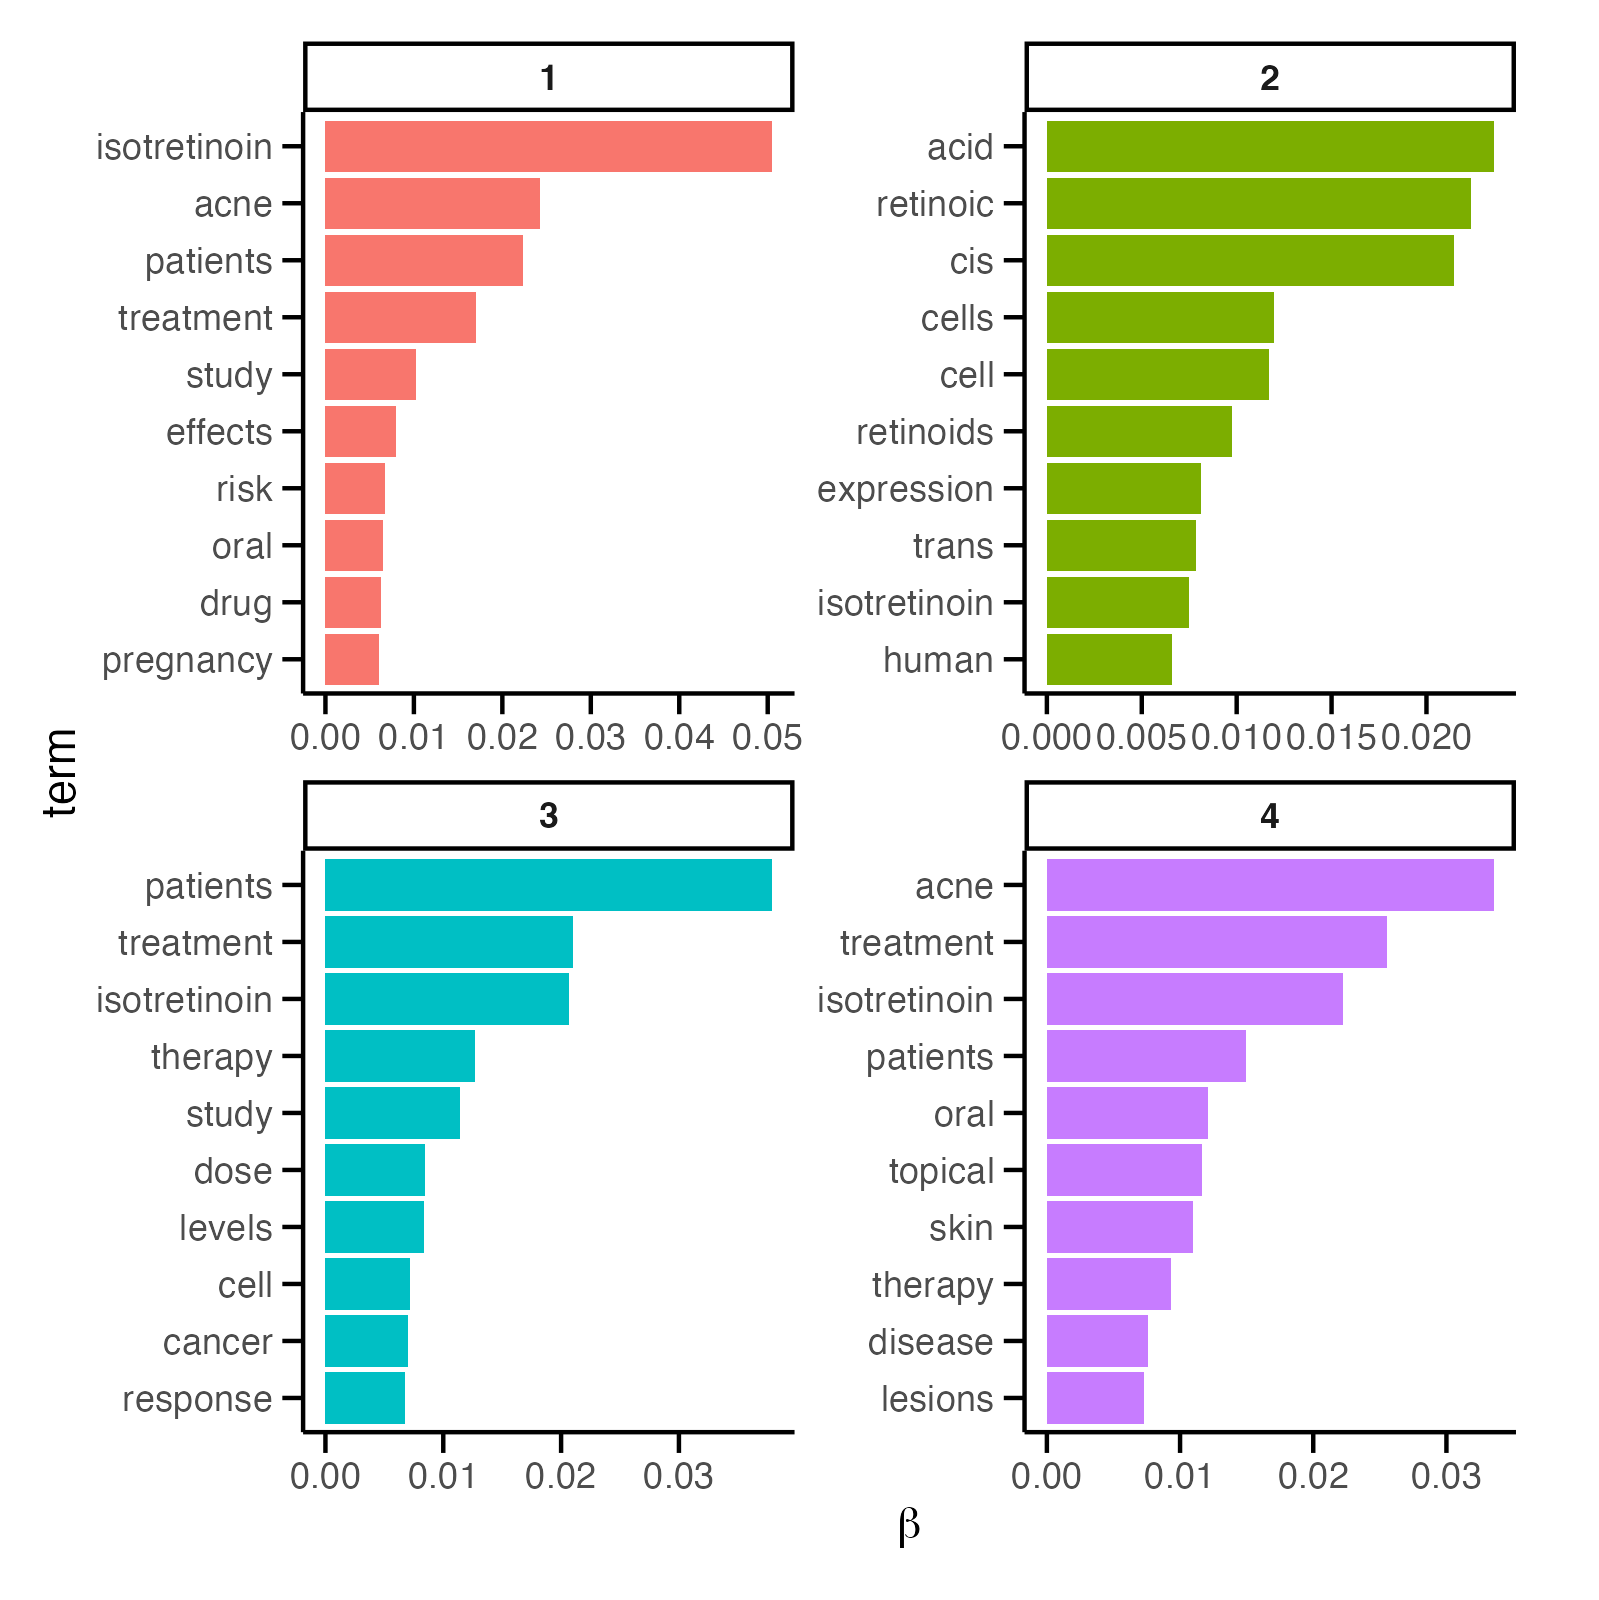 1
isotretinoin
acne
patients
treatment
study
effects
risk
oral
drug
pregnancy
0.00 0.01 0.02 0.03 0.04 0.05
2
acid
retinoic
cis
cells
cell
retinoids
expression
trans
isotretinoin
human
0.000 0.005 0.010 0.015 0.020
term
3
patients
treatment
isotretinoin
therapy
study
dose
levels
cell
cancer
response
0.00 0.01 0.02 0.03
4
acne
treatment
isotretinoin
patients
oral
topical
skin
therapy
disease
lesions
0.00 0.01 0.02 0.03
β